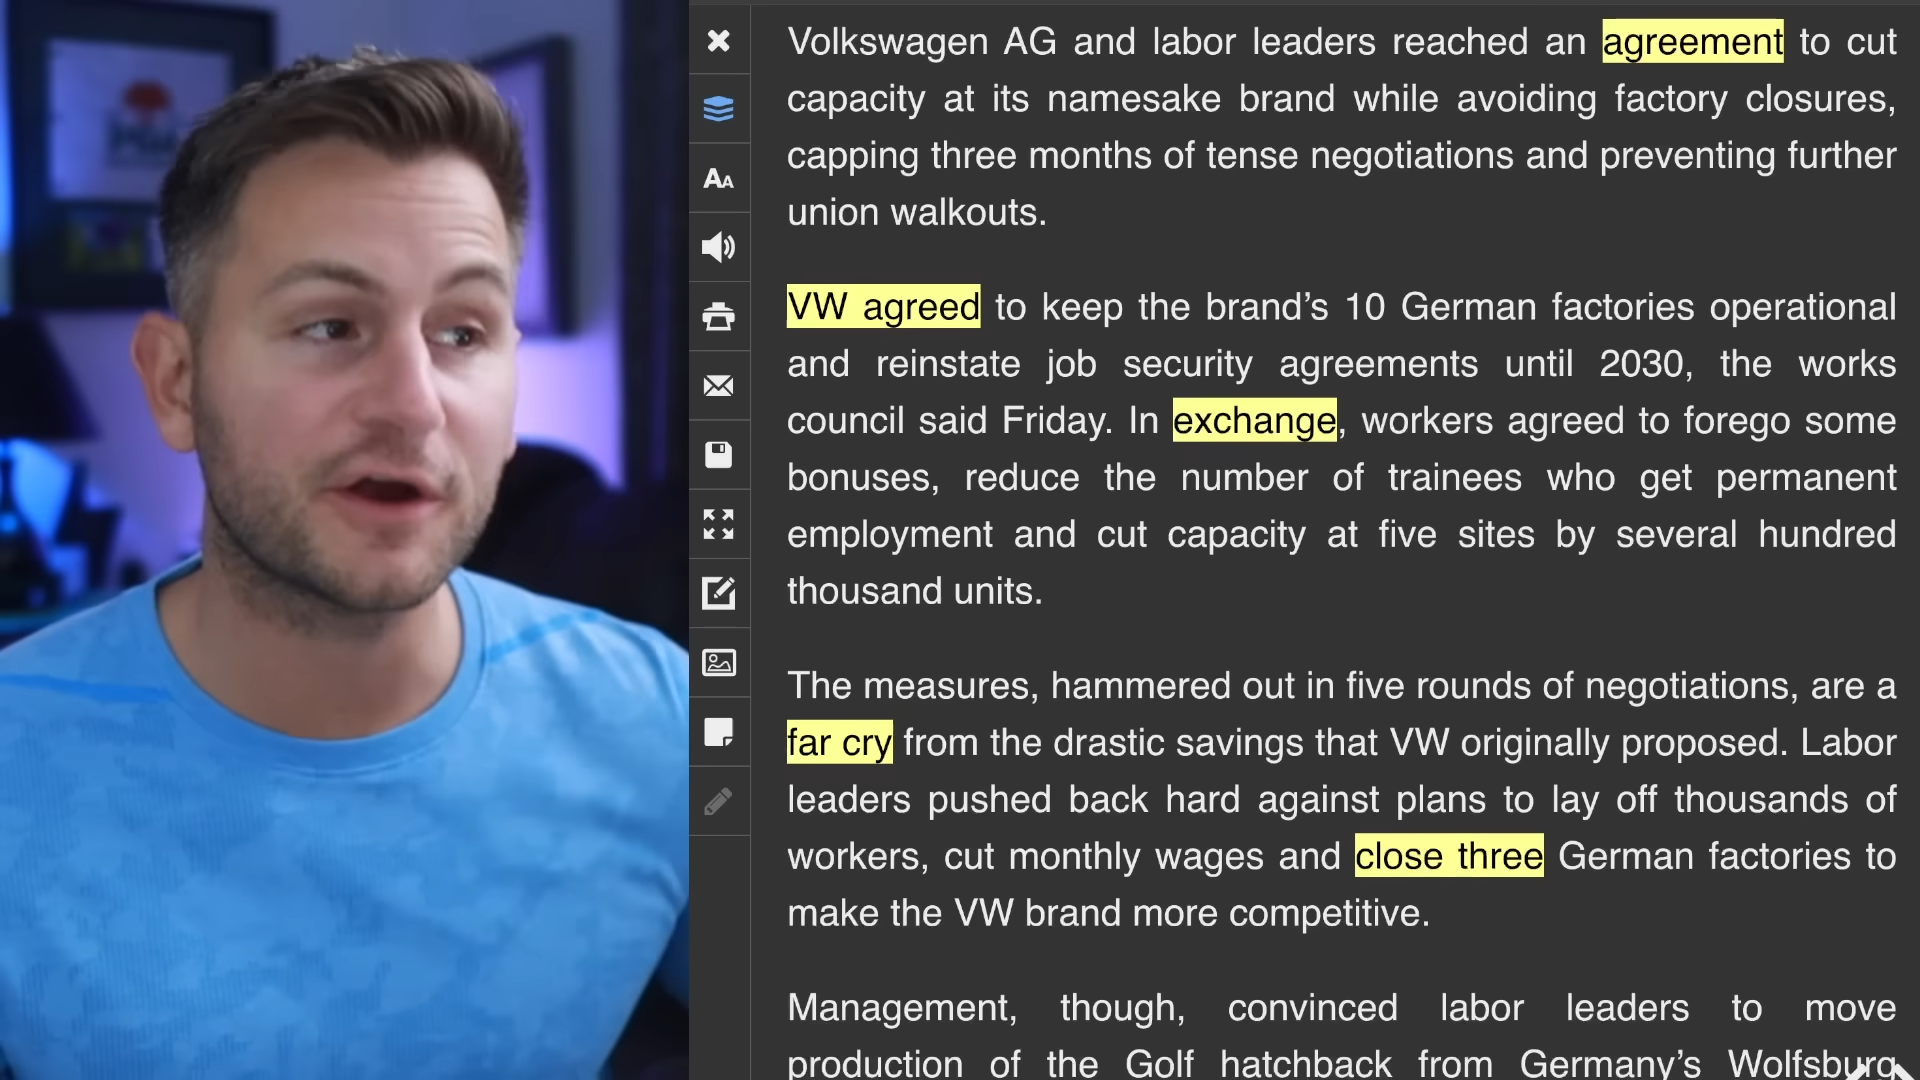 Volkswagen AG and labor leaders reached an agreement to cut
capacity at its namesake brand while avoiding factory closures,
capping three months of tense negotiations and preventing further
union walkouts.
VW agreed to keep the brand’s 10 German factories operational
and reinstate job security agreements until 2030, the works
council said Friday. In exchange, workers agreed to forego some
bonuses, reduce the number of trainees who get permanent
employment and cut capacity at five sites by several hundred
thousand units.
The measures, hammered out in five rounds of negotiations, are a
far cry from the drastic savings that VW originally proposed. Labor
leaders pushed back hard against plans to lay off thousands of
workers, cut monthly wages and close three German factories to
make the VW brand more competitive.
Management, though, convinced labor leaders to move
production of the Golf hatchback from Germany’s Wolfsburg